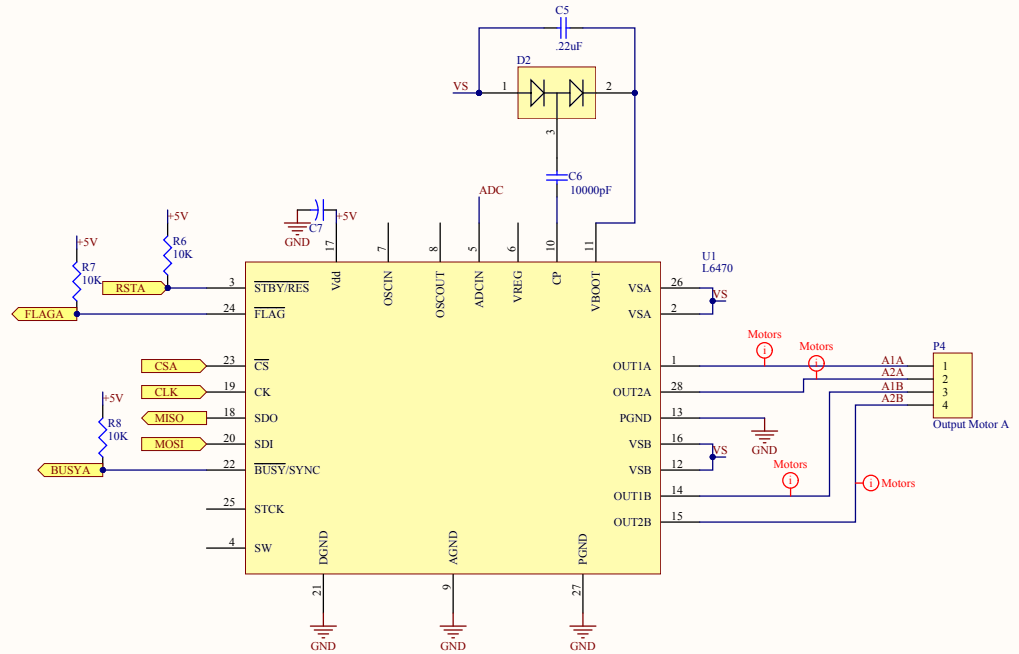 C5
.22uF
D2
VS
1
2
3
C6
10000pF
ADC
+5V
C7
GND
17
7
8
5
6
10
11
+5V
R6
10K
+5V
R7
10K
RSTA
3
FLAGA
24
CSA
23
CLK
19
MISO
18
MOSI
20
+5V
R8
10K
BUSYA
22
25
4
Vdd
OSCIN
OSCOUT
ADCIN
VREG
CP
VBOOT
STBY/RES
FLAG
CS
CK
SDO
SDI
BUSY/SYNC
STCK
SW
DGND
AGND
PGND
U1
L6470
VSA
26
VSA
2
VS
OUT1A
1
OUT2A
28
PGND
13
GND
VSB
16
VSB
12
VS
OUT1B
14
OUT2B
15
Motors
i
Motors
i
Motors
i
i
Motors
P4
A1A
1
A2A
2
A1B
3
A2B
4
Output Motor A
21
GND
9
GND
27
GND